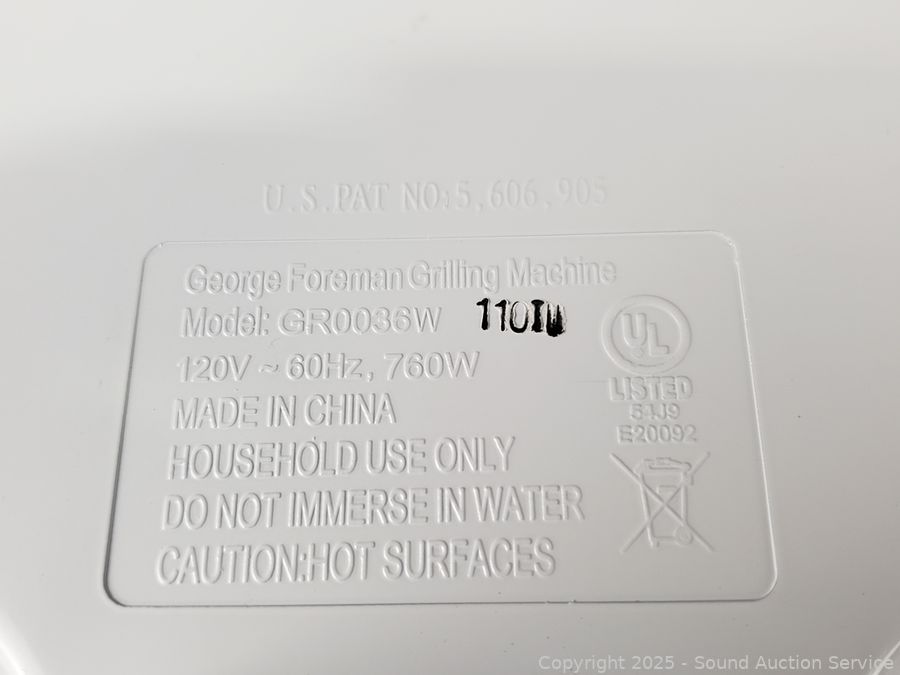 U.S.PAT NO:5,606,905
George Foreman Grilling Machine
Model: GR0036W
120V ~ 60Hz, 760W
MADE IN CHINA
HOUSEHOLD USE ONLY
DO NOT IMMERSE IN WATER
CAUTION:HOT SURFACES
UL
LISTED
54J9
E20092
Copyright © 2025 - Sound Auction Service